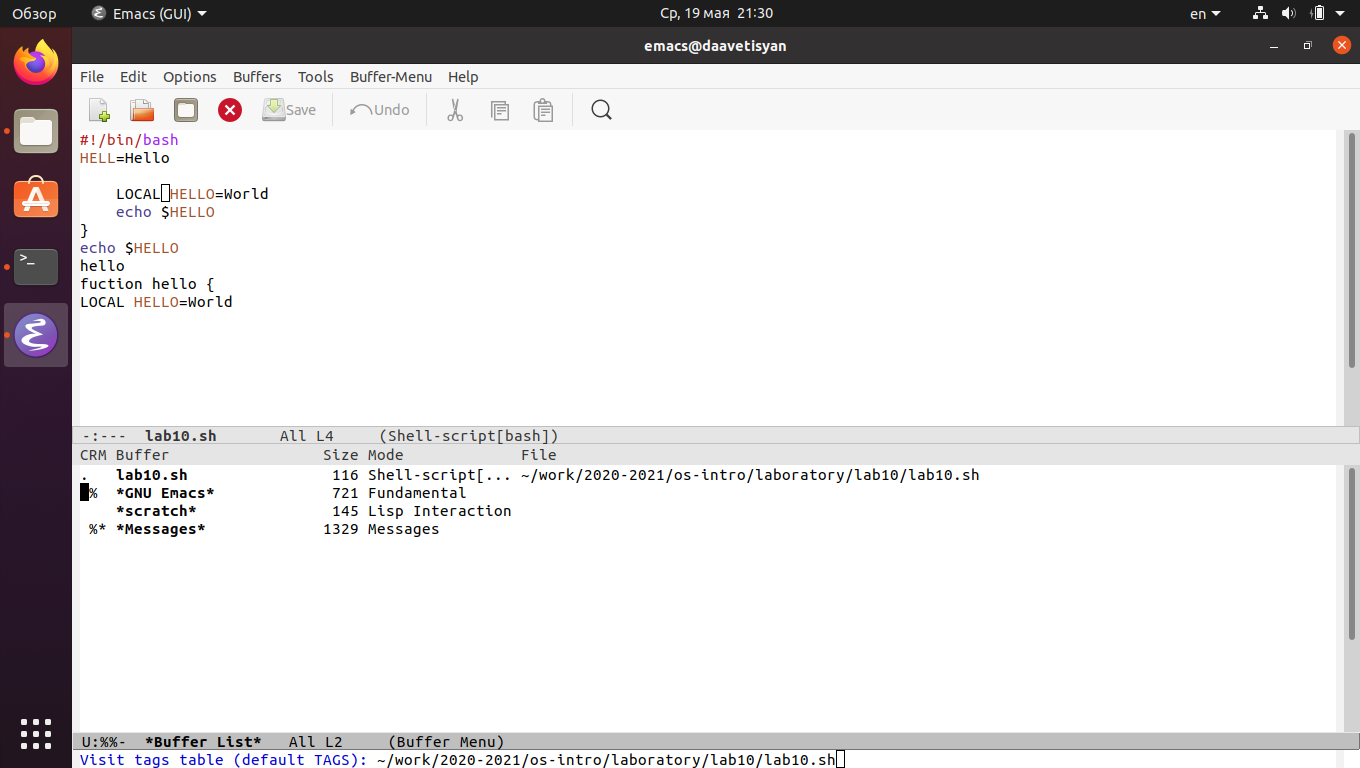 Обзор Emacs (GUI) Ср, 19 мая 21:30 en
emacs@daavetisyan
File Edit Options Buffers Tools Buffer-Menu Help
Save Undo
#!/bin/bash
HELL=Hello
LOCAL HELLO=World
echo $HELLO
}
echo $HELLO
hello
fuction hello {
LOCAL HELLO=World
-:--- lab10.sh All L4 (Shell-script[bash])
CRM Buffer Size Mode File
. lab10.sh 116 Shell-script[... ~/work/2020-2021/os-intro/laboratory/lab10/lab10.sh
% *GNU Emacs* 721 Fundamental
*scratch* 145 Lisp Interaction
%* *Messages* 1329 Messages
U:%%- *Buffer List* All L2 (Buffer Menu)
Visit tags table (default TAGS): ~/work/2020-2021/os-intro/laboratory/lab10/lab10.sh